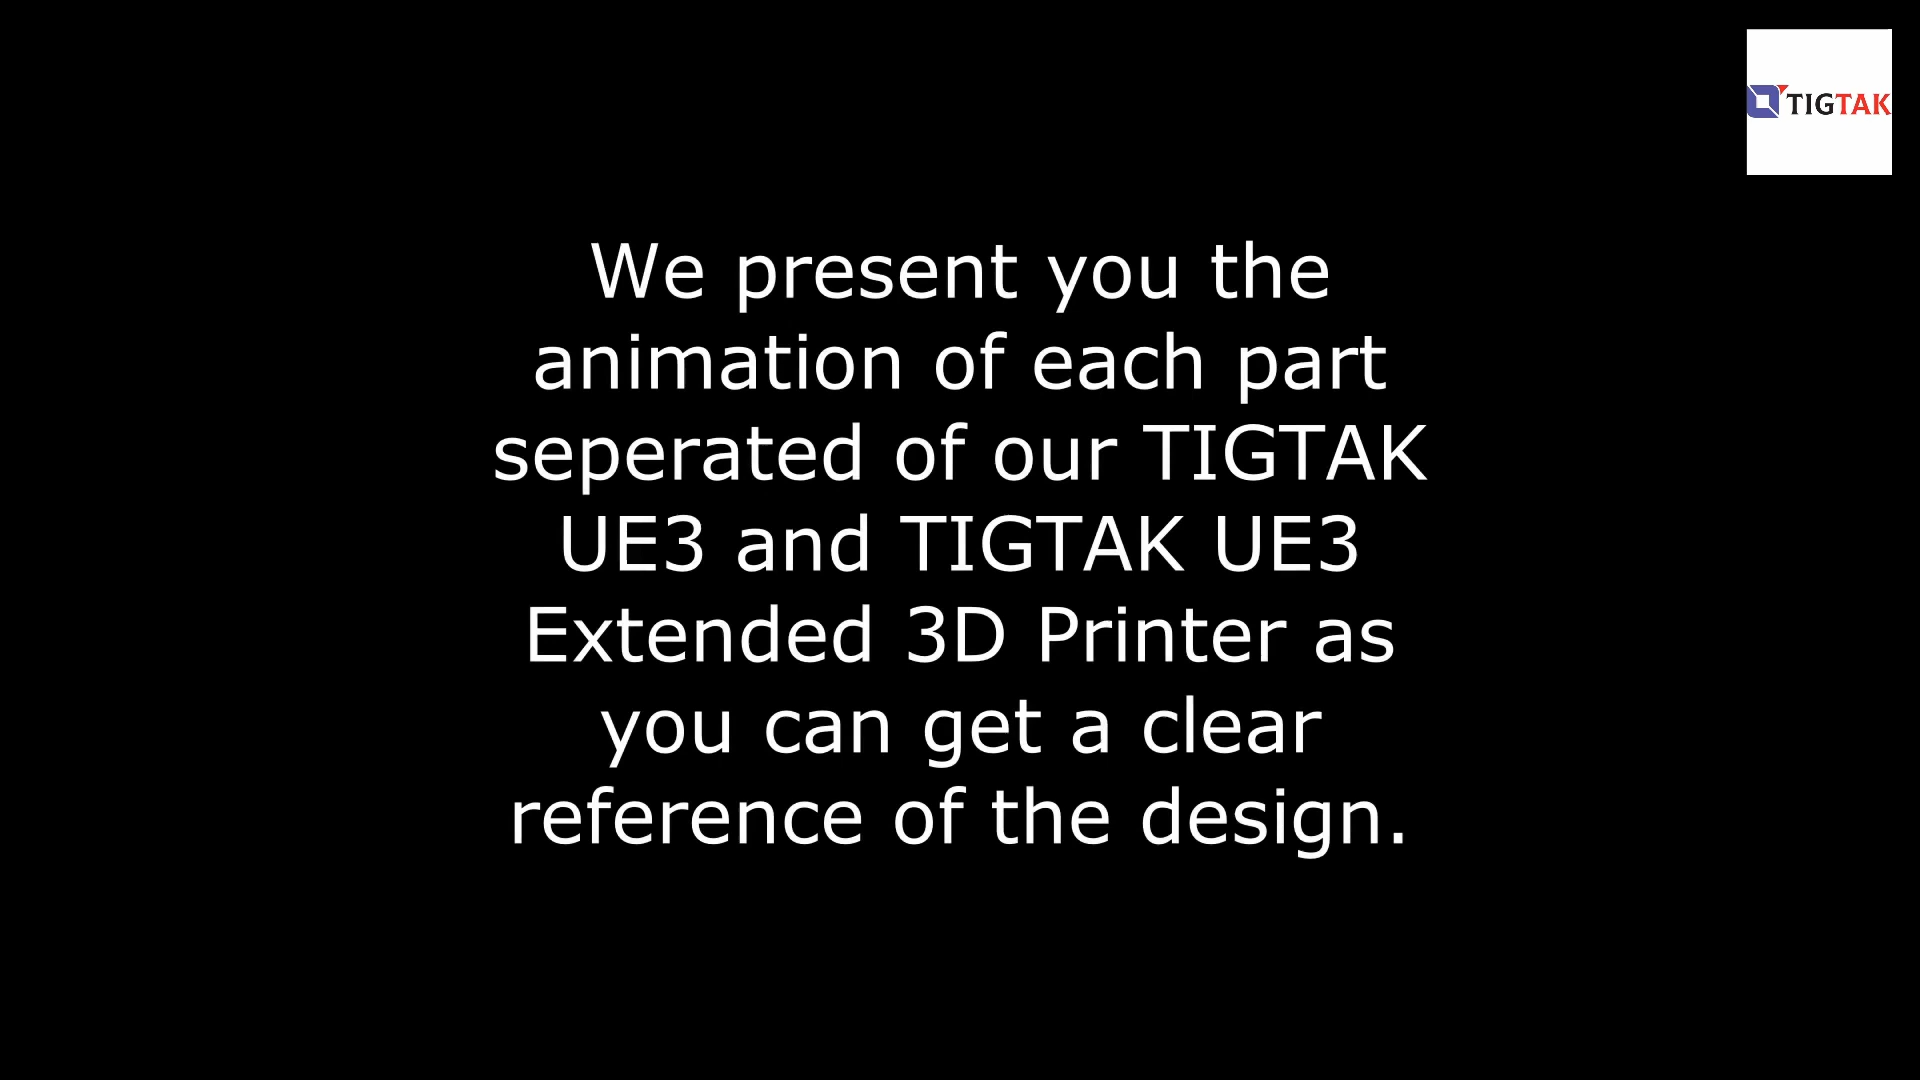 TIGTAK
We present you the
animation of each part
seperated of our TIGTAK
UE3 and TIGTAK UE3
Extended 3D Printer as
you can get a clear
reference of the design.